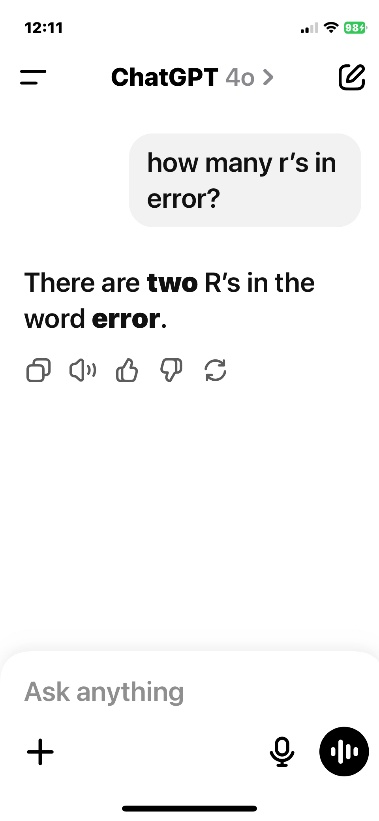 12:11
98
ChatGPT 4o >
how many r's in
error?
There are two R's in the
word error.
Ask anything